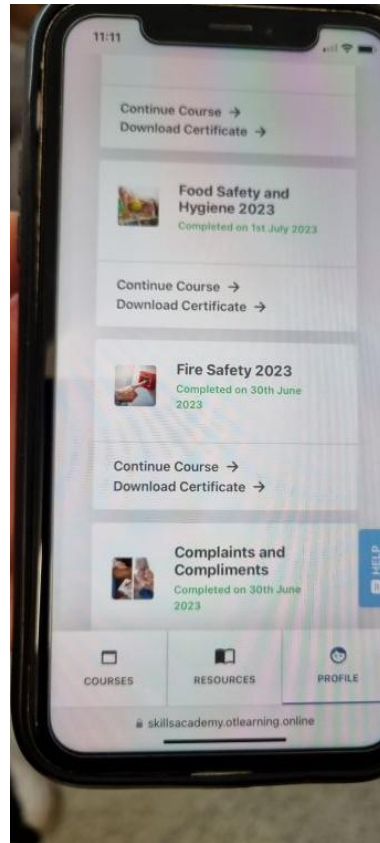 11:11
Continue Course →
Download Certificate →
Food Safety and
Hygiene 2023
Completed on 1st July 2023
Continue Course →
Download Certificate →
Fire Safety 2023
Completed on 30th June
2023
Continue Course →
Download Certificate →
Complaints and
Compliments
Completed on 30th June
2023
HELP
COURSES
RESOURCES
PROFILE
skillsacademy.otlearning.online